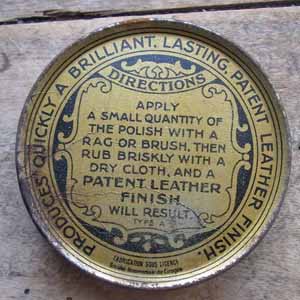 PRODUCES QUICKLY A BRILLIANT, LASTING, PATENT LEATHER FINISH.
DIRECTIONS
APPLY
A SMALL QUANTITY OF
THE POLISH WITH A
RAG OR BRUSH, THEN
RUB BRISKLY WITH A
DRY CLOTH, AND A
PATENT LEATHER
FINISH
WILL RESULT.
TYPE A
FABRICATION SOUS LICENCE